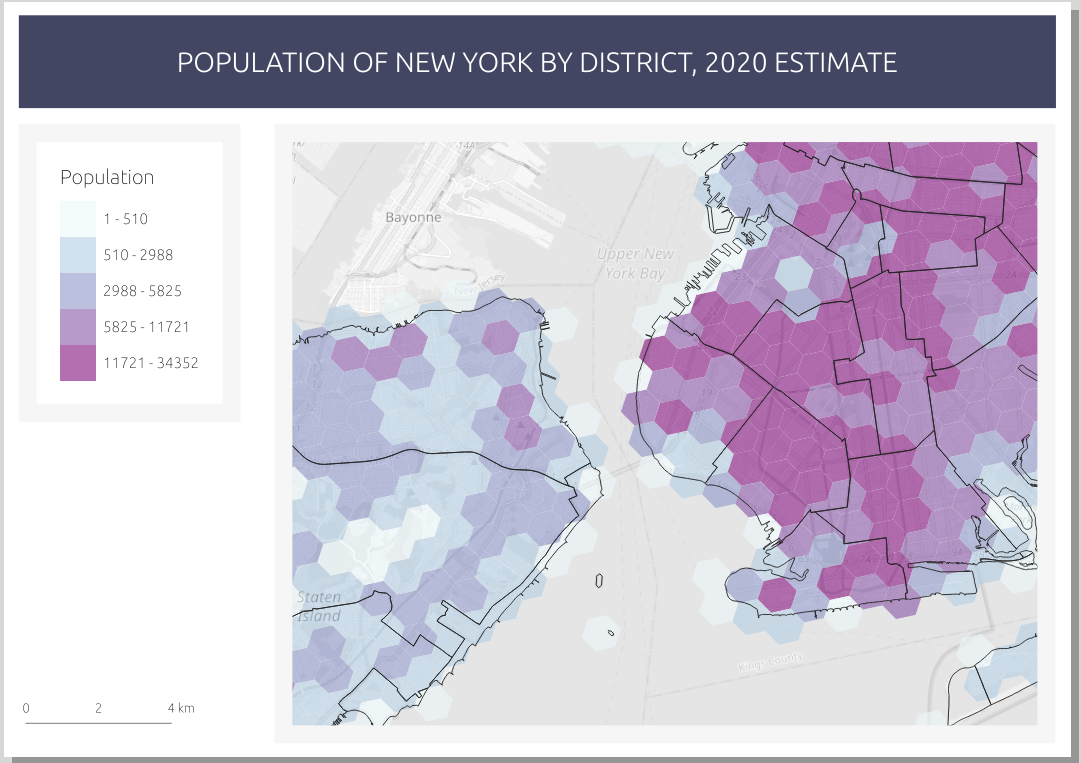 POPULATION OF NEW YORK BY DISTRICT, 2020 ESTIMATE
Population
1 - 510
510 - 2988
2988 - 5825
5825 - 11721
11721 - 34352
0 2 4 km
14A
Bayonne
Upper New
York Bay
New Jersey
Staten
Island
Kings County